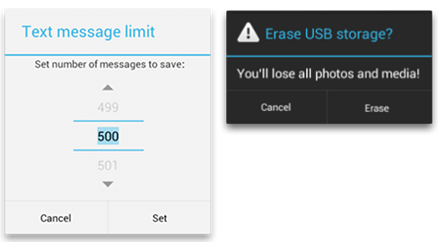 Text message limit
Set number of messages to save:
499
500
501
Cancel Set
Erase USB storage?
You'll lose all photos and media!
Cancel Erase